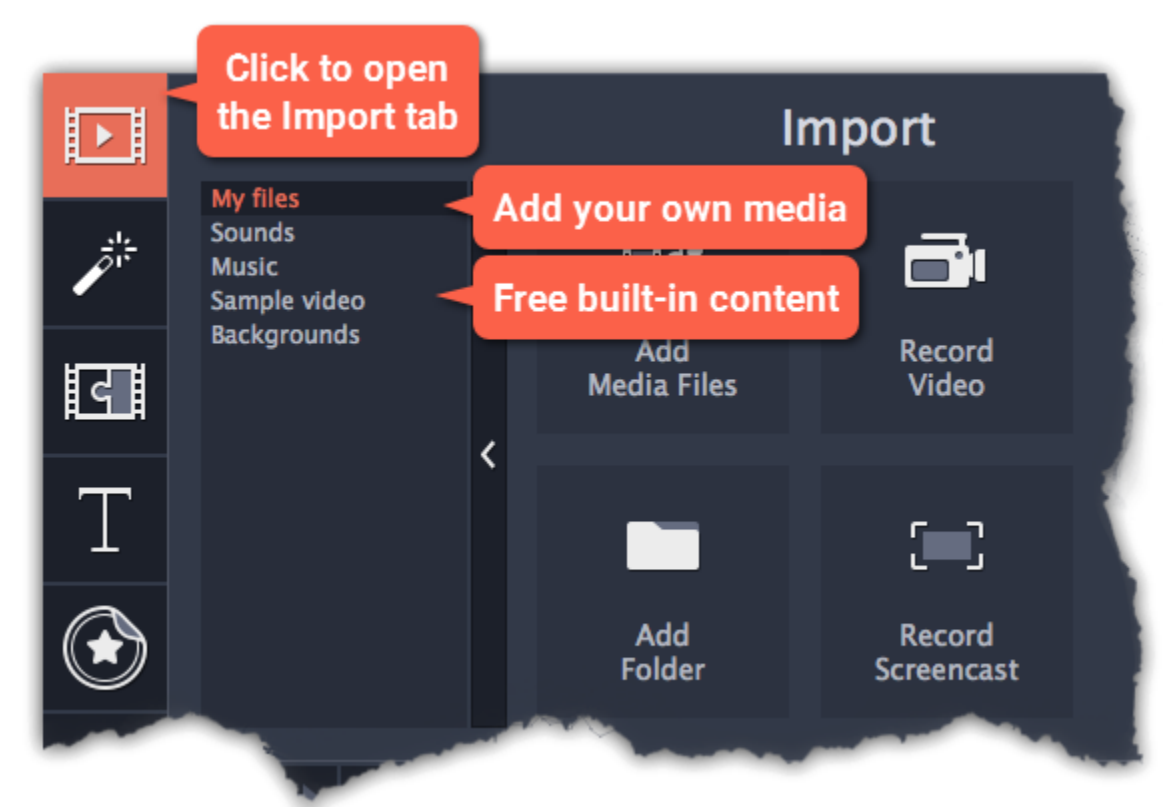 Click to open
the Import tab
Import
My files
Add your own media
Sounds
Music
Sample video
Free built-in content
Backgrounds
Add
Media Files
Record
Video
Add
Folder
Record
Screencast